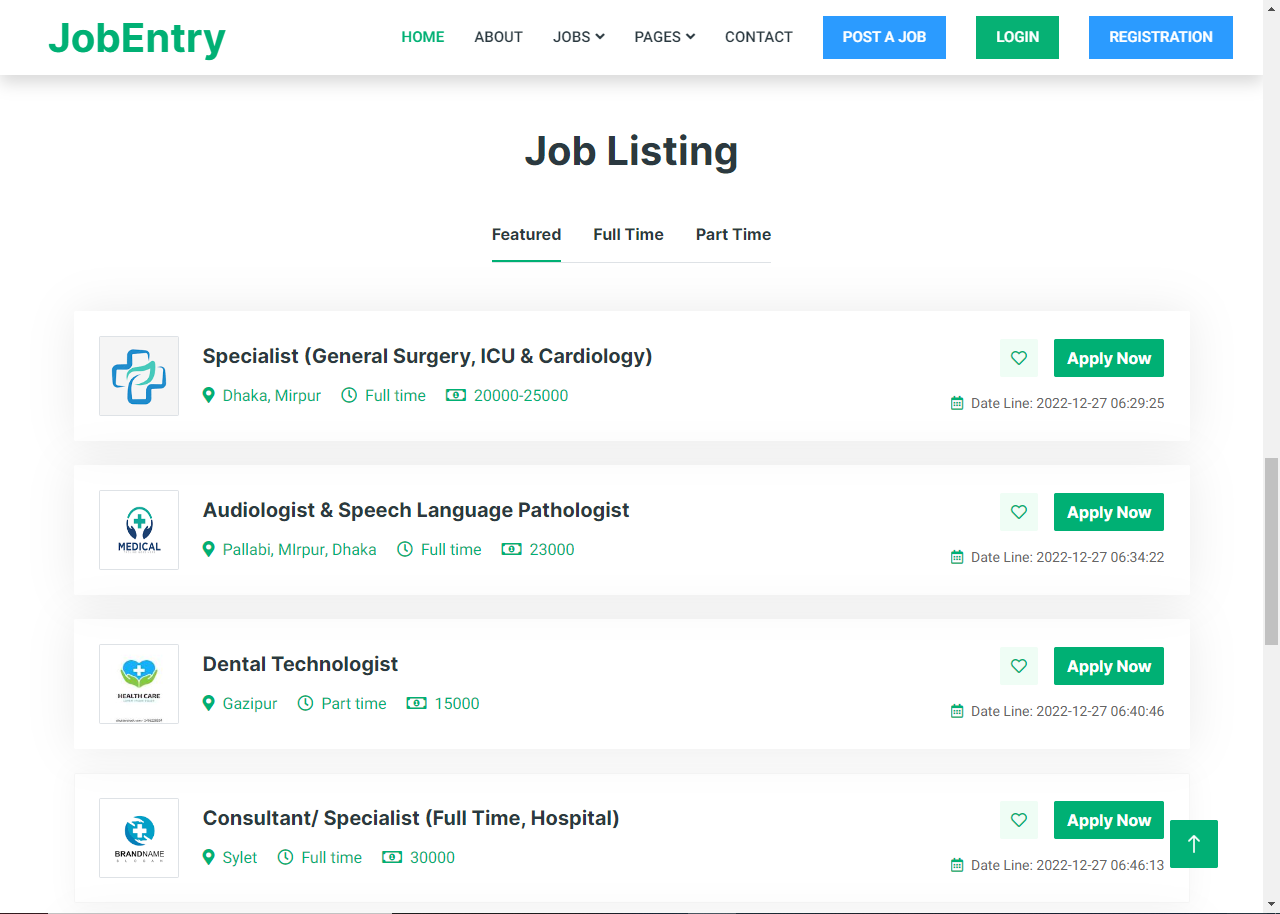 JobEntry
HOME ABOUT JOBS PAGES CONTACT POST A JOB LOGIN REGISTRATION
Job Listing
Featured Full Time Part Time
Specialist (General Surgery, ICU & Cardiology)
Apply Now
Dhaka, Mirpur Full time 20000-25000
Date Line: 2022-12-27 06:29:25
MEDICAL
Audiologist & Speech Language Pathologist
Apply Now
Pallabi, MIrpur, Dhaka Full time 23000
Date Line: 2022-12-27 06:34:22
HEALTH CARE
Dental Technologist
Apply Now
Gazipur Part time 15000
Date Line: 2022-12-27 06:40:46
BRANDNAME
SLOGAN
Consultant/ Specialist (Full Time, Hospital)
Apply Now
Sylet Full time 30000
Date Line: 2022-12-27 06:46:13